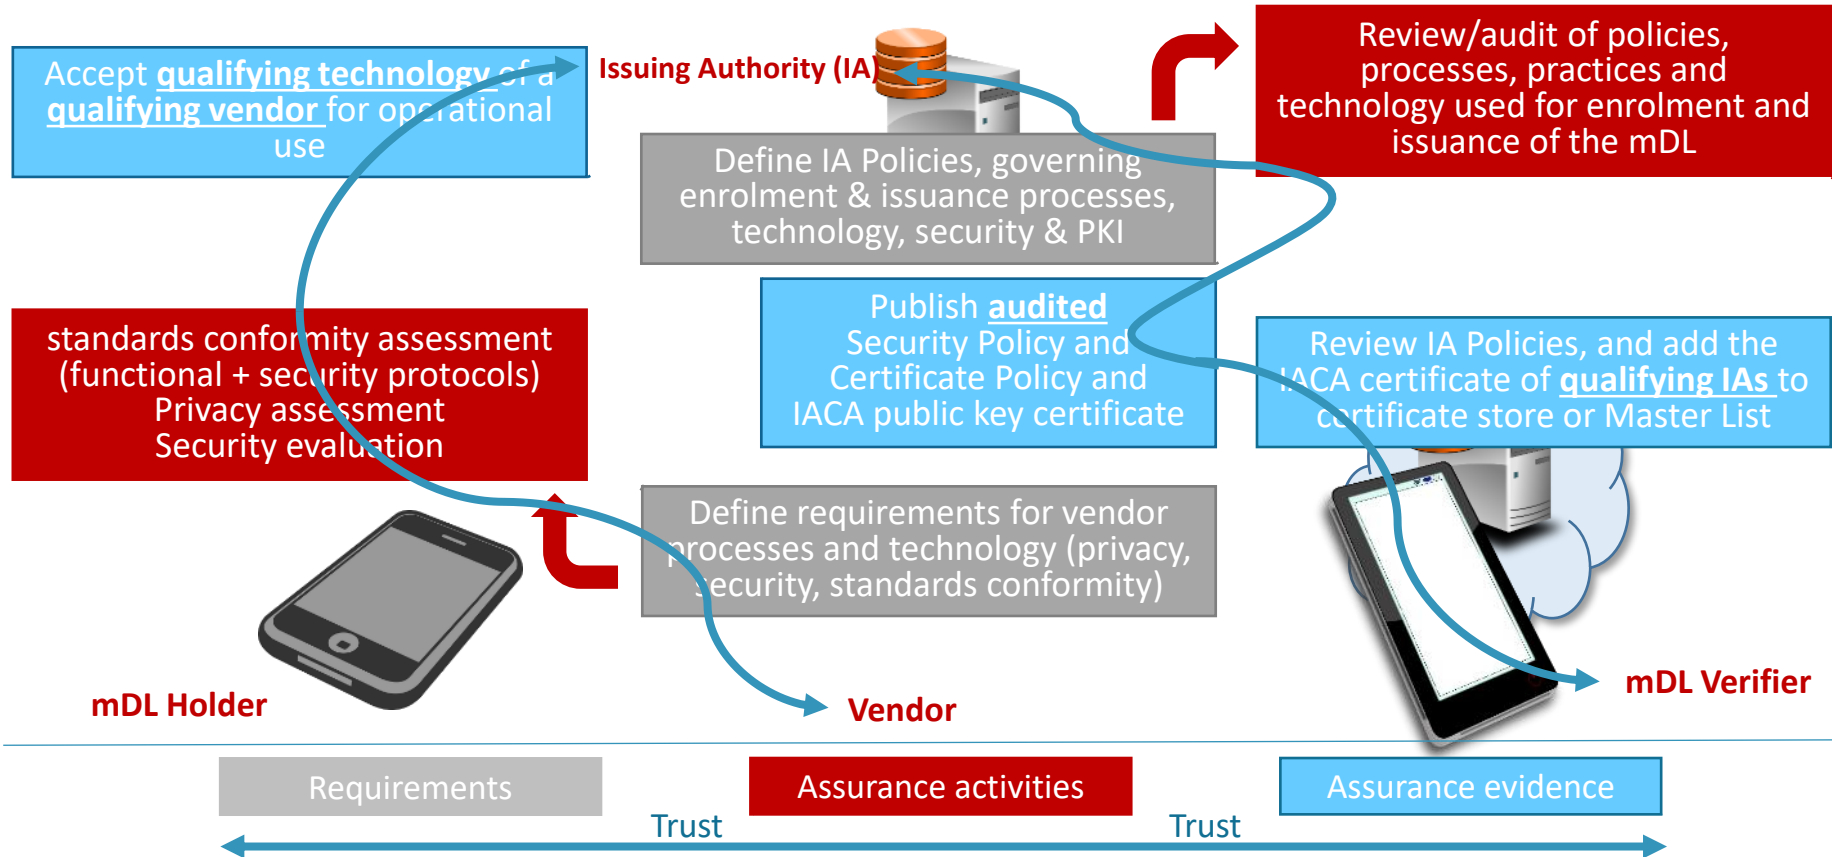 Accept qualifying technology of a
qualifying vendor for operational
use
Issuing Authority (IA)
Review/audit of policies,
processes, practices and
technology used for enrolment and
issuance of the mDL
Define IA Policies, governing
enrolment & issuance processes,
technology, security & PKI
standards conformity assessment
(functional + security protocols)
Privacy assessment
Security evaluation
Publish audited
Security Policy and
Certificate Policy and
IACA public key certificate
Review IA Policies, and add the
IACA certificate of qualifying IAs to
certificate store or Master List
Define requirements for vendor
processes and technology (privacy,
security, standards conformity)
mDL Holder
Vendor
mDL Verifier
Requirements
Assurance activities
Assurance evidence
Trust
Trust